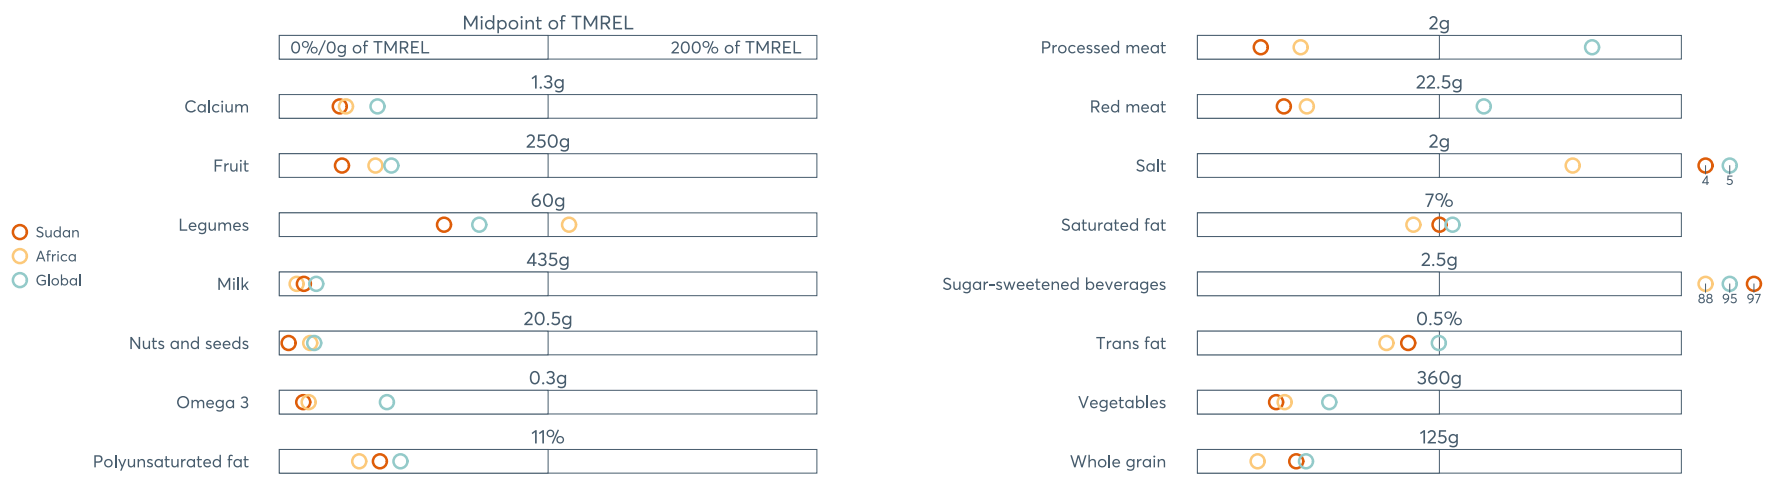 Midpoint of TMREL
0%/0g of TMREL 200% of TMREL
1.3g
Calcium
250g
Fruit
60g
Legumes
435g
Milk
20.5g
Nuts and seeds
0.3g
Omega 3
11%
Polyunsaturated fat
Sudan
Africa
Global
2g
Processed meat
22.5g
Red meat
2g
Salt
4 5
7%
Saturated fat
2.5g
Sugar-sweetened beverages
88 95 97
0.5%
Trans fat
360g
Vegetables
125g
Whole grain